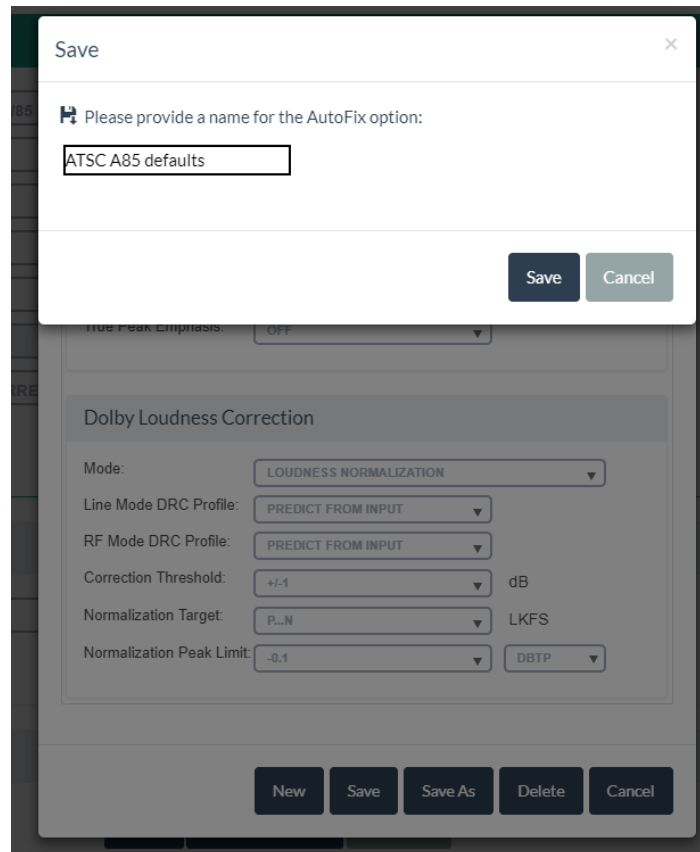 Save
×
/85
Please provide a name for the AutoFix option:
ATSC A85 defaults
Save Cancel
True Peak Emphasis: OFF
RRE
Dolby Loudness Correction
Mode: LOUDNESS NORMALIZATION
Line Mode DRC Profile: PREDICT FROM INPUT
RF Mode DRC Profile: PREDICT FROM INPUT
Correction Threshold: +/-1 dB
Normalization Target: P...N LKFS
Normalization Peak Limit: -0.1 DBTP
New Save Save As Delete Cancel